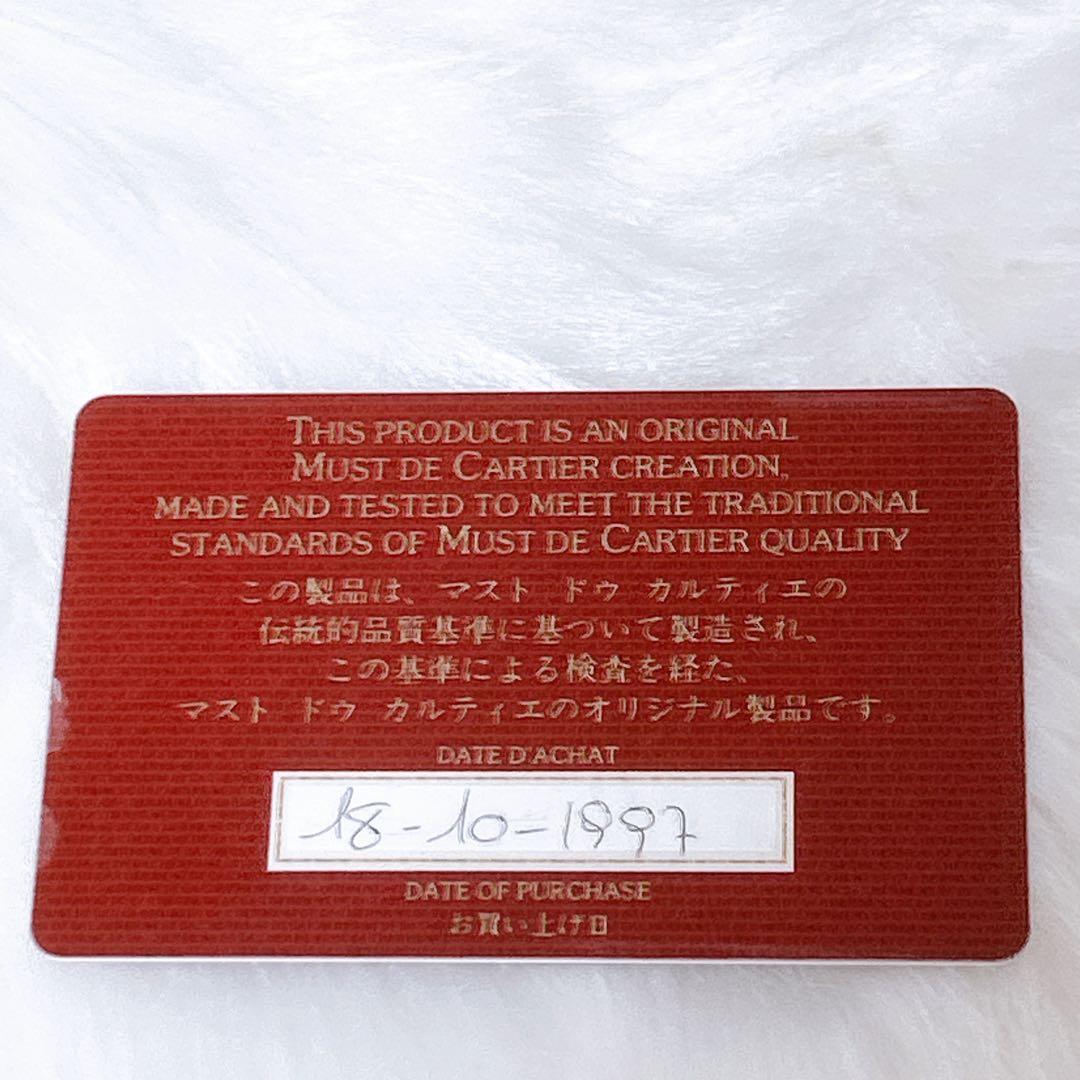 THIS PRODUCT IS AN ORIGINAL
MUST DE CARTIER CREATION,
MADE AND TESTED TO MEET THE TRADITIONAL
STANDARDS OF MUST DE CARTIER QUALITY
この製品は、マスト ドゥ カルティエの
伝統的品質基準に基づいて製造され、
この基準による検査を経た、
マスト ドゥ カルティエのオリジナル製品です。
DATE D'ACHAT
18-10-1997
DATE OF PURCHASE
お買い上げ日